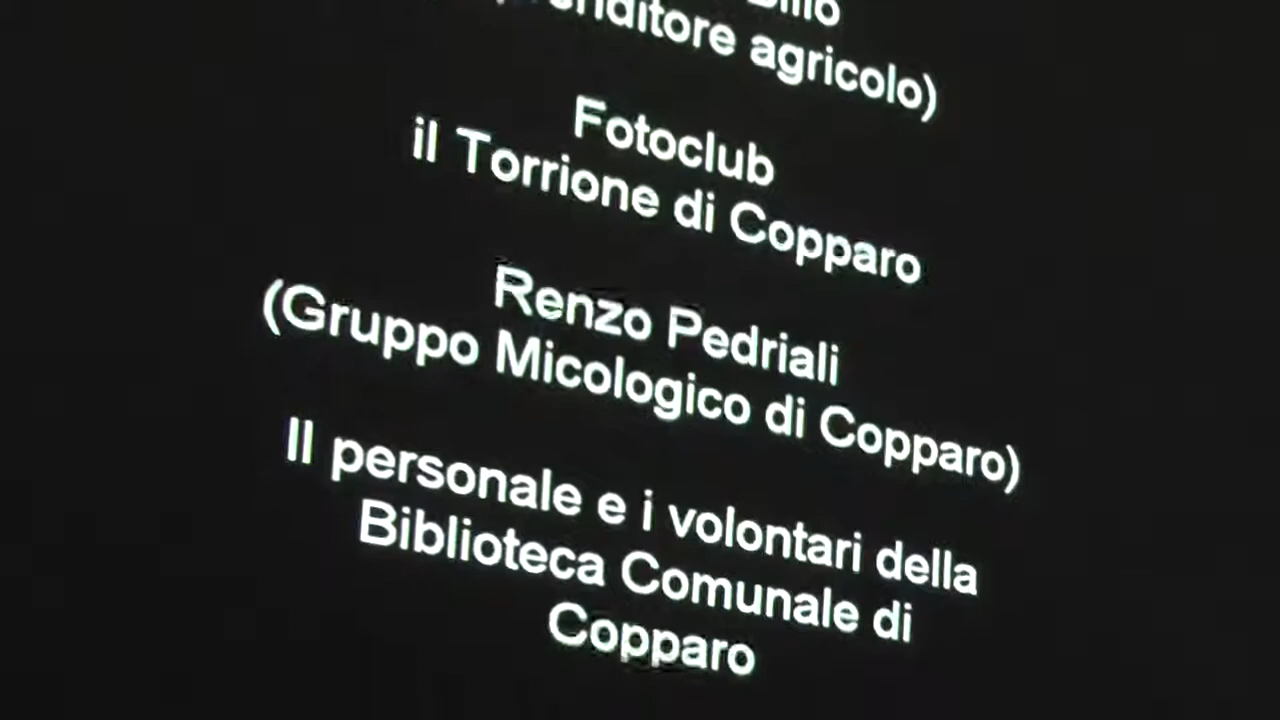 agricolo)
Fotoclub
il Torrione di Copparo
Renzo Pedriali
(Gruppo Micologico di Copparo)
Il personale e i volontari della
Biblioteca Comunale di
Copparo